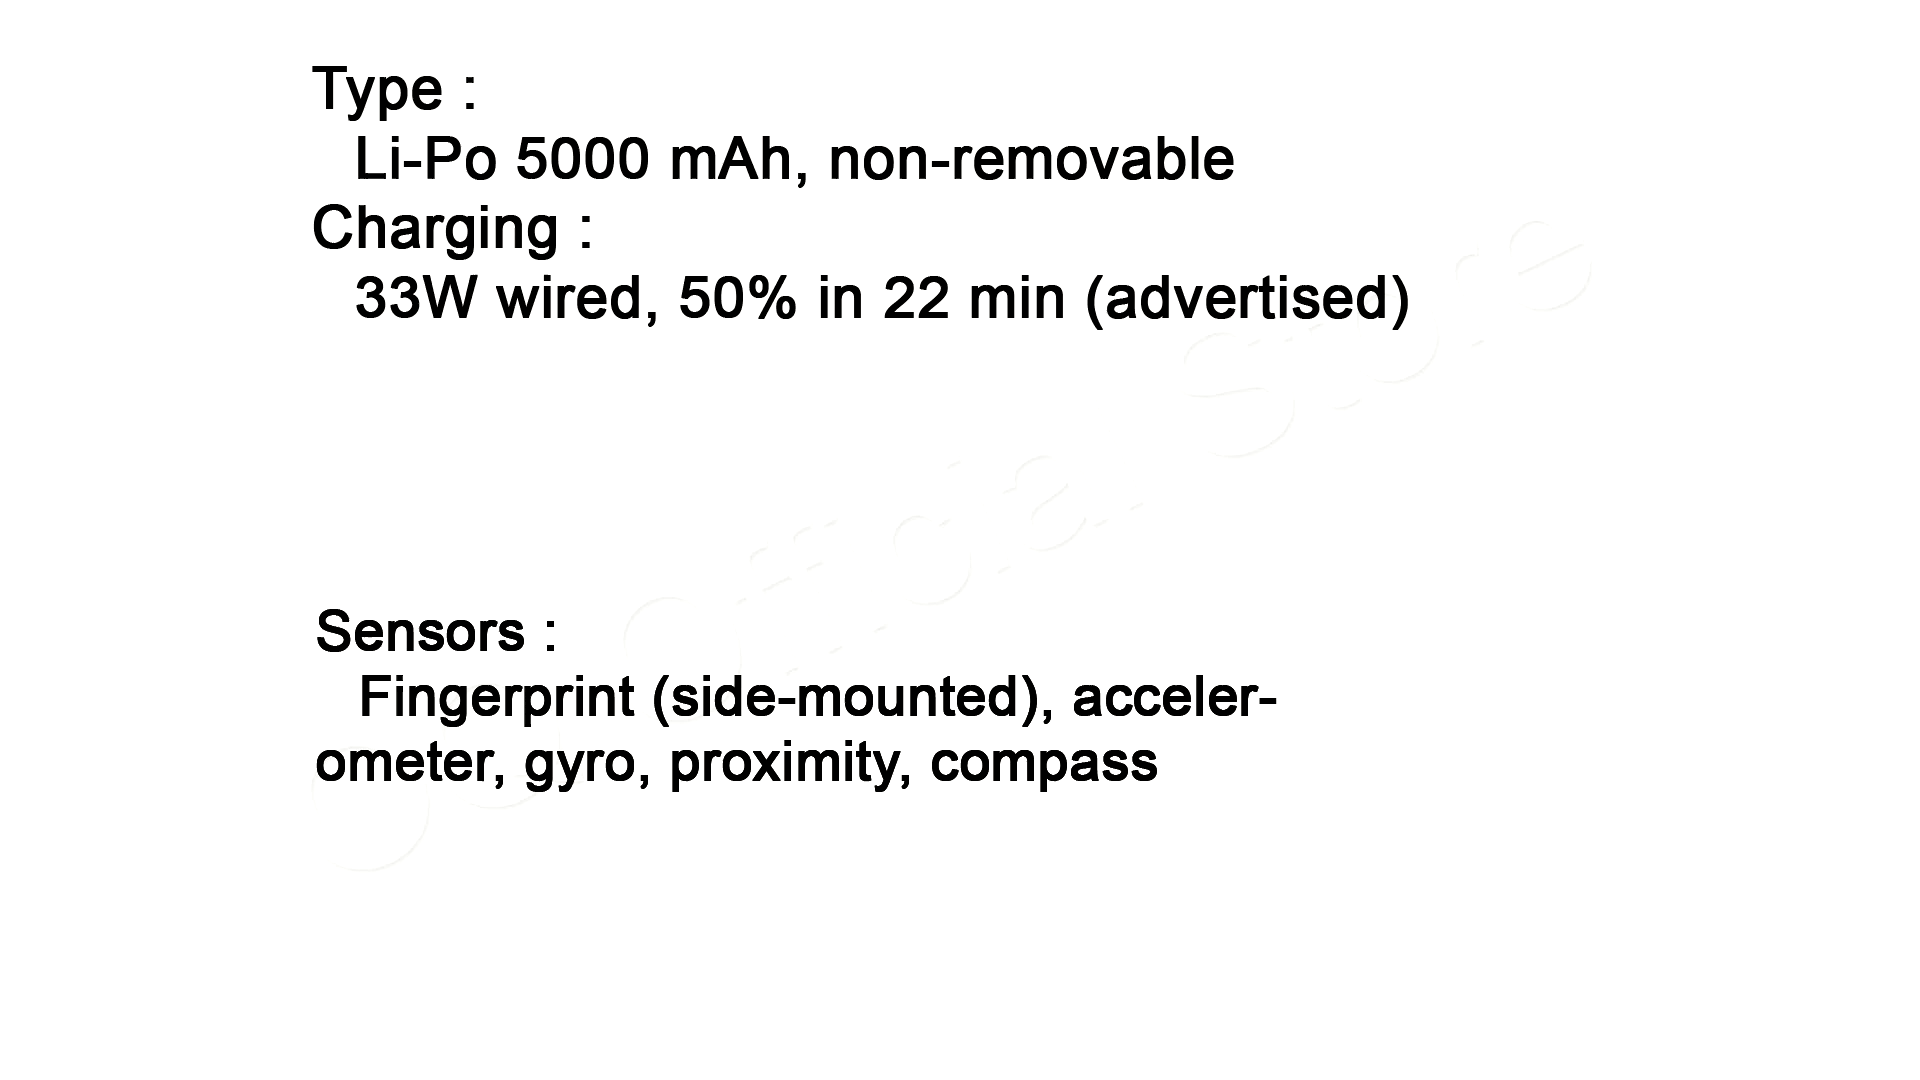 Type :
Li-Po 5000 mAh, non-removable
Charging :
33W wired, 50% in 22 min (advertised)
Sensors :
Fingerprint (side-mounted), acceler-
ometer, gyro, proximity, compass